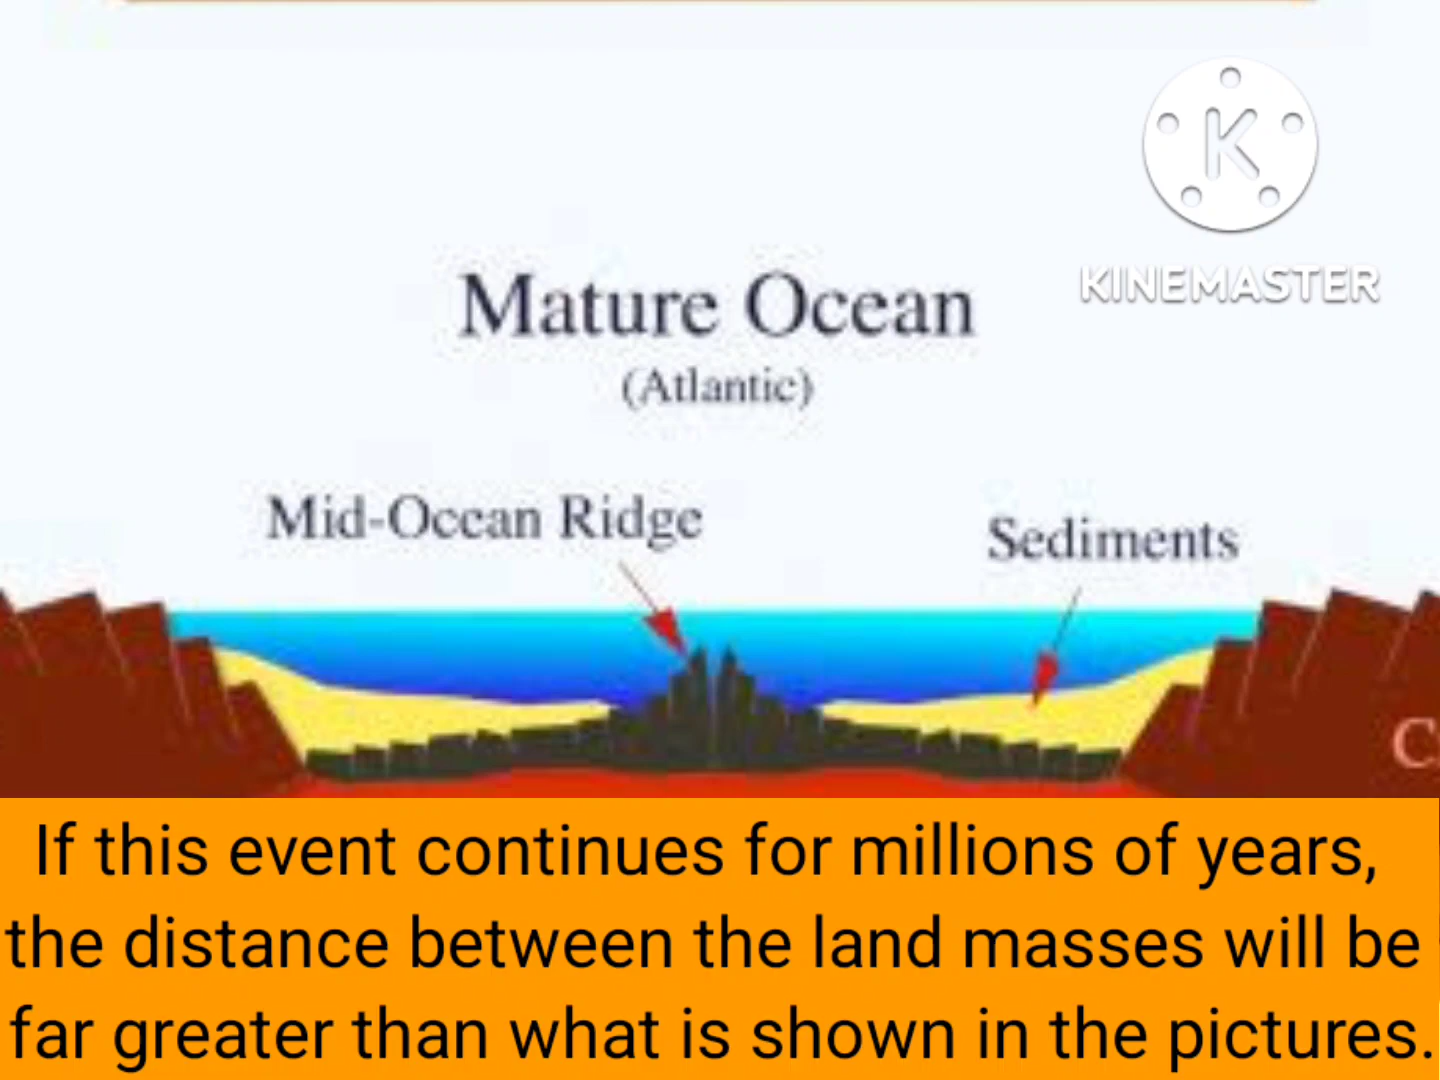 K
KINEMASTER
Mature Ocean
(Atlantic)
Mid-Ocean Ridge
Sediments
C
If this event continues for millions of years,
the distance between the land masses will be
far greater than what is shown in the pictures.